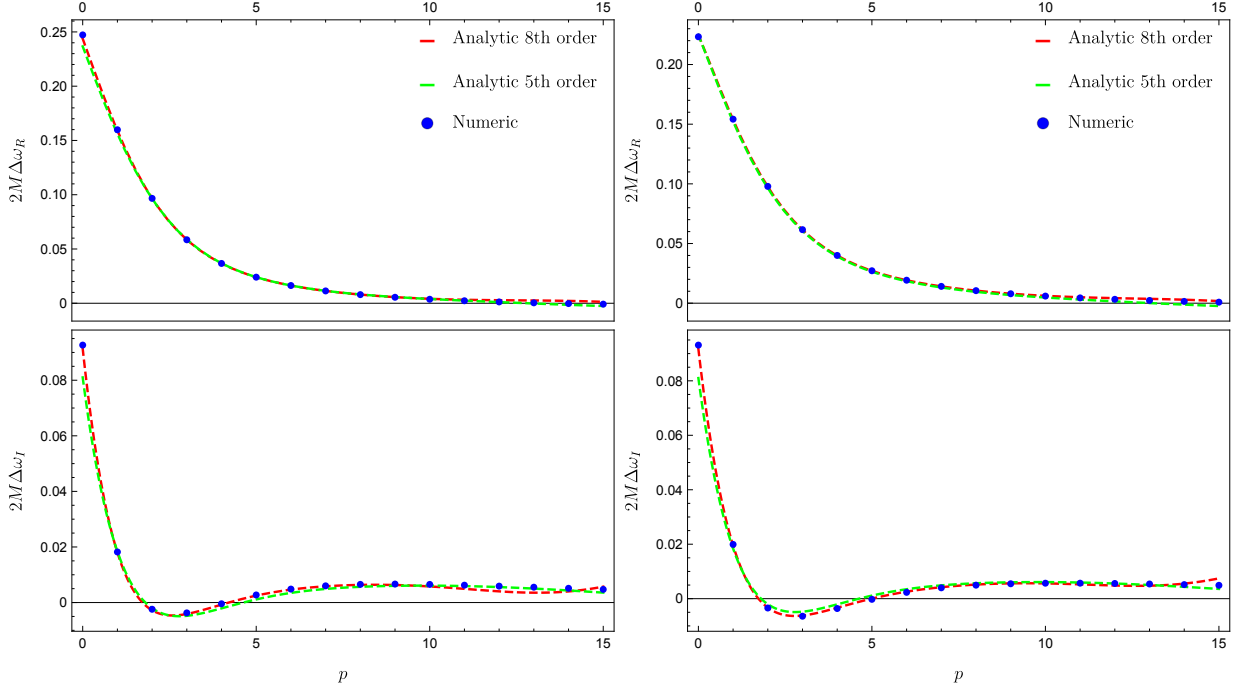 0 5 10 15
0.25
0.20
0.15
0.10
0.05
0
2MΔω_R
Analytic 8th order
Analytic 5th order
Numeric
0 5 10 15
0.20
0.15
0.10
0.05
0
2MΔω_R
Analytic 8th order
Analytic 5th order
Numeric
0.08
0.06
0.04
0.02
0
2MΔω_I
0 5 10 15
p
0.08
0.06
0.04
0.02
0
2MΔω_I
0 5 10 15
p